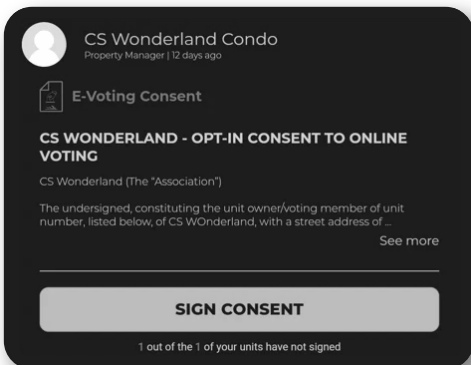 CS Wonderland Condo
Property Manager | 12 days ago
E-Voting Consent
CS WONDERLAND - OPT-IN CONSENT TO ONLINE
VOTING
CS Wonderland (The "Association")
The undersigned, constituting the unit owner/voting member of unit
number, listed below, of CS WOnderland, with a street address of ...
See more
SIGN CONSENT
1 out of the 1 of your units have not signed